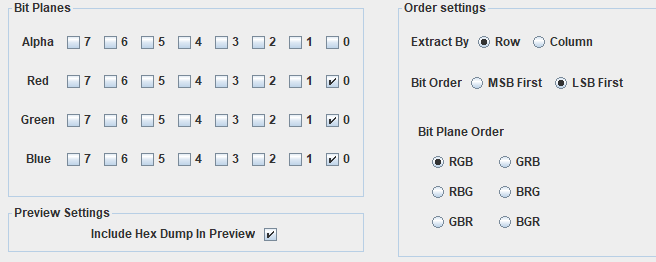 Bit Planes
Alpha 7 6 5 4 3 2 1 0
Red 7 6 5 4 3 2 1 0
Green 7 6 5 4 3 2 1 0
Blue 7 6 5 4 3 2 1 0
Preview Settings
Include Hex Dump In Preview
Order settings
Extract By Row Column
Bit Order MSB First LSB First
Bit Plane Order
RGB GRB
RBG BRG
GBR BGR